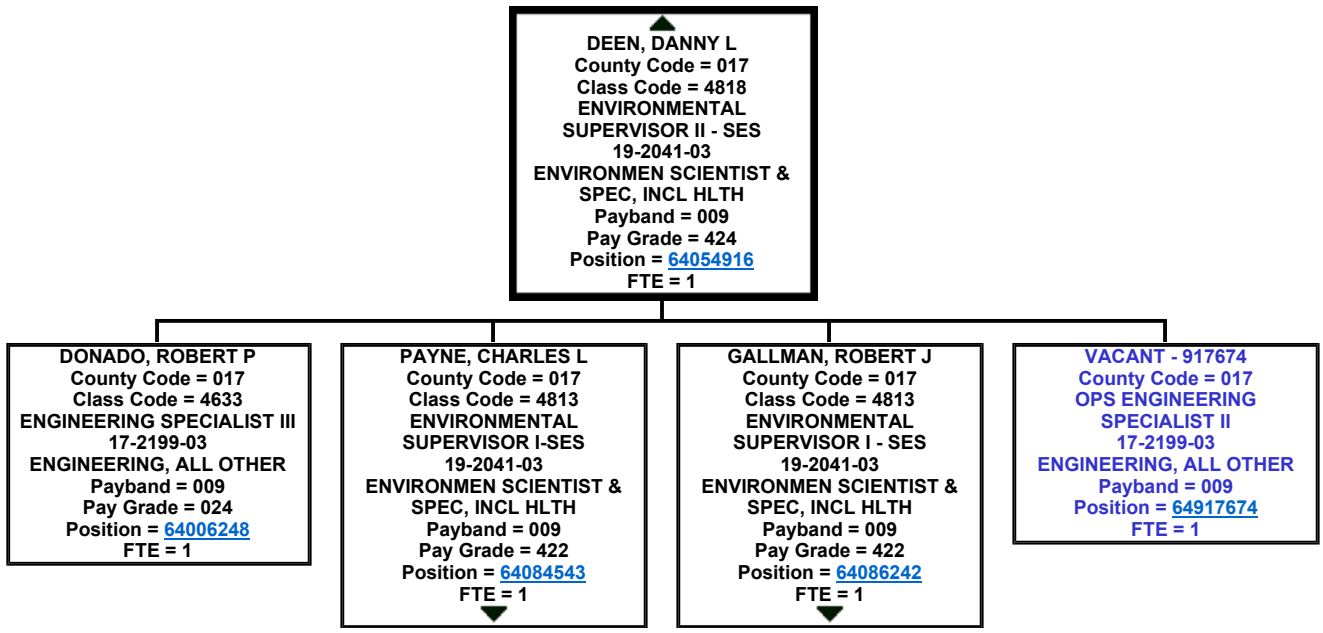 DEEN, DANNY L
County Code = 017
Class Code = 4818
ENVIRONMENTAL
SUPERVISOR II - SES
19-2041-03
ENVIRONMEN SCIENTIST &
SPEC, INCL HLTH
Payband = 009
Pay Grade = 424
Position = 64054916
FTE = 1
DONADO, ROBERT P
County Code = 017
Class Code = 4633
ENGINEERING SPECIALIST III
17-2199-03
ENGINEERING, ALL OTHER
Payband = 009
Pay Grade = 024
Position = 64006248
FTE = 1
PAYNE, CHARLES L
County Code = 017
Class Code = 4813
ENVIRONMENTAL
SUPERVISOR I-SES
19-2041-03
ENVIRONMEN SCIENTIST &
SPEC, INCL HLTH
Payband = 009
Pay Grade = 422
Position = 64084543
FTE = 1
GALLMAN, ROBERT J
County Code = 017
Class Code = 4813
ENVIRONMENTAL
SUPERVISOR I - SES
19-2041-03
ENVIRONMEN SCIENTIST &
SPEC, INCL HLTH
Payband = 009
Pay Grade = 422
Position = 64086242
FTE = 1
VACANT - 917674
County Code = 017
OPS ENGINEERING
SPECIALIST II
17-2199-03
ENGINEERING, ALL OTHER
Payband = 009
Position = 64917674
FTE = 1